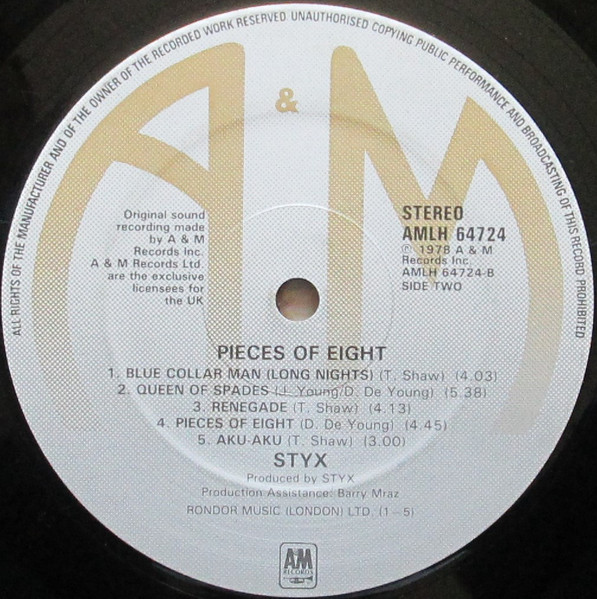 ALL RIGHTS OF THE MANUFACTURER AND OF THE OWNER OF THE RECORDED WORK RESERVED UNAUTHORISED COPYING PUBLIC PERFORMANCE AND BROADCASTING OF THIS RECORD PROHIBITED
A & M
Original sound
recording made
by A & M
Records Inc.
A & M Records Ltd.
are the exclusive
licensees for
the UK
STEREO
AMLH 64724
℗ 1978 A & M
Records Inc.
AMLH 64724-B
SIDE TWO
PIECES OF EIGHT
1. BLUE COLLAR MAN (LONG NIGHTS) (T. Shaw) (4.03)
2. QUEEN OF SPADES (J. Young/D. De Young) (5.38)
3. RENEGADE (T. Shaw) (4.13)
4. PIECES OF EIGHT (D. De Young) (4.45)
5. AKU-AKU (T. Shaw) (3.00)
STYX
Produced by STYX
Production Assistance: Barry Mraz
RONDOR MUSIC (LONDON) LTD. (1–5)
AM
RECORDS